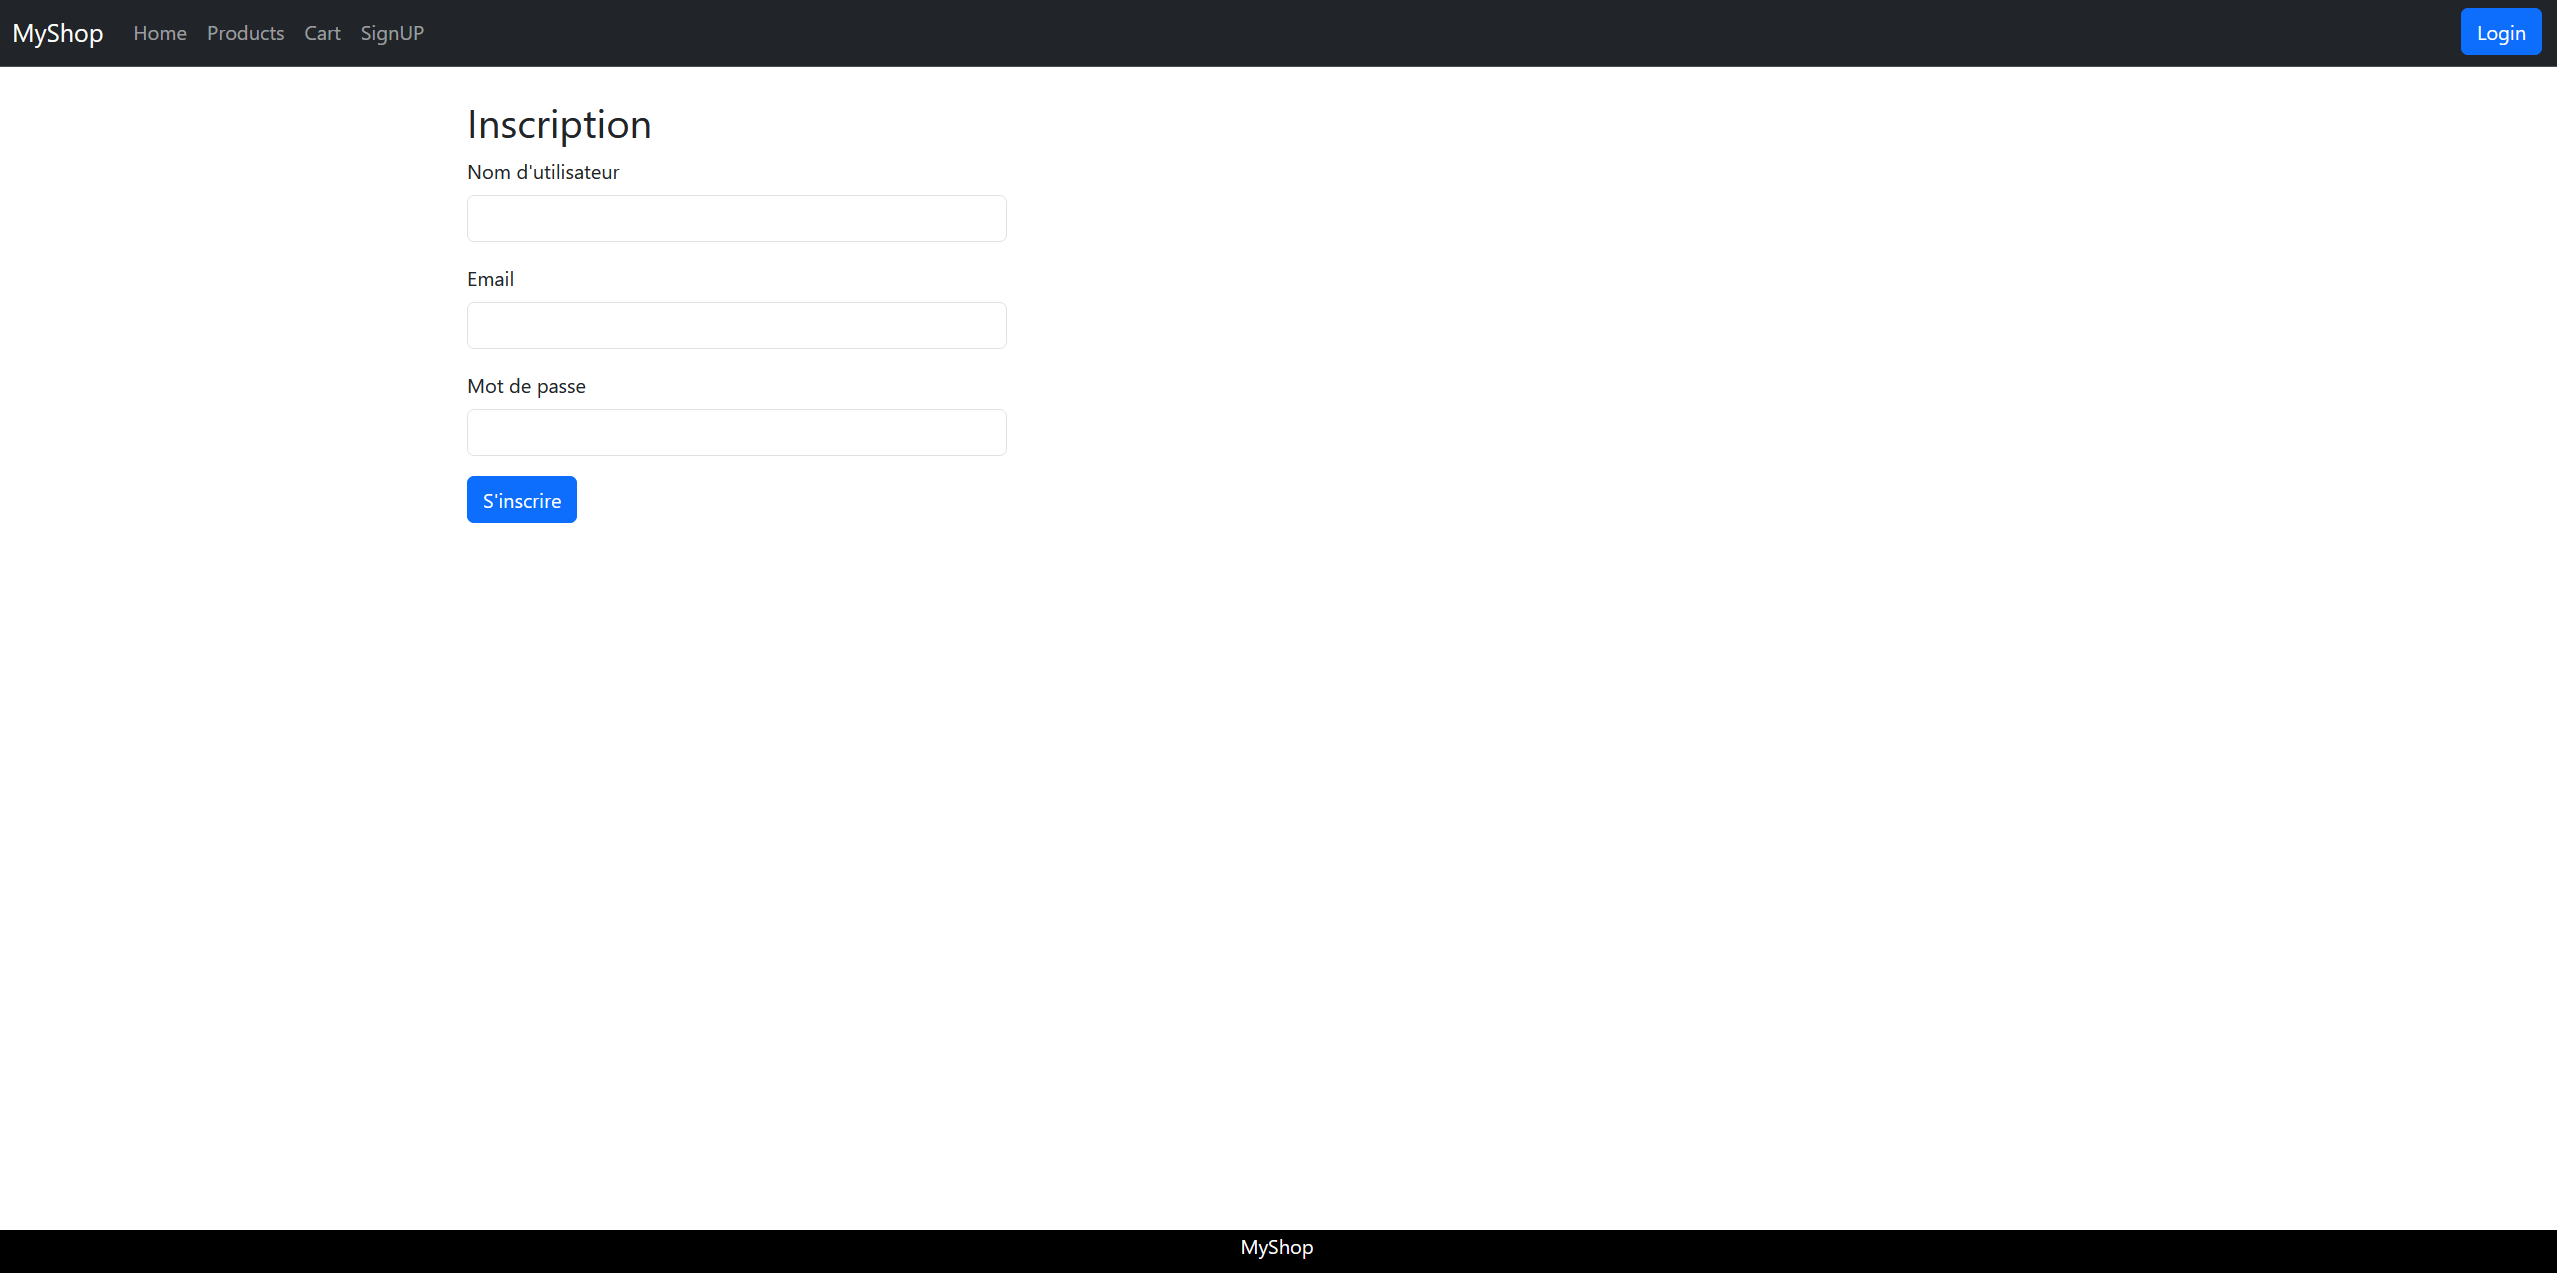 MyShop Home Products Cart SignUP Login
Inscription
Nom d'utilisateur
Email
Mot de passe
S'inscrire
MyShop